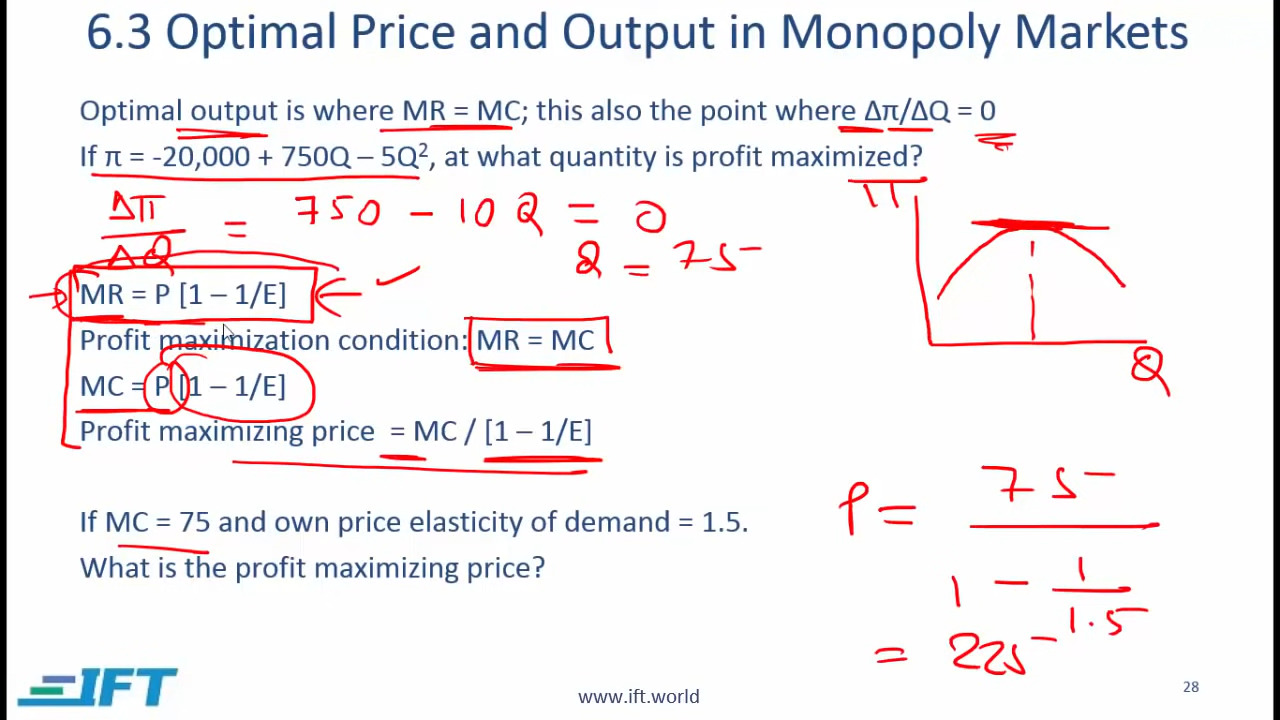 6.3 Optimal Price and Output in Monopoly Markets
Optimal output is where MR = MC; this also the point where Δπ/ΔQ = 0
If π = -20,000 + 750Q – 5Q², at what quantity is profit maximized?
Δπ/ΔQ = 750 - 10Q = 0
Q = 75
MR = P [1 – 1/E]
Profit maximization condition: MR = MC
MC = P [1 – 1/E]
Profit maximizing price = MC / [1 – 1/E]
If MC = 75 and own price elasticity of demand = 1.5.
What is the profit maximizing price?
π
Q
P = 75
1 - 1
1.5
= 225
IFT
www.ift.world
28